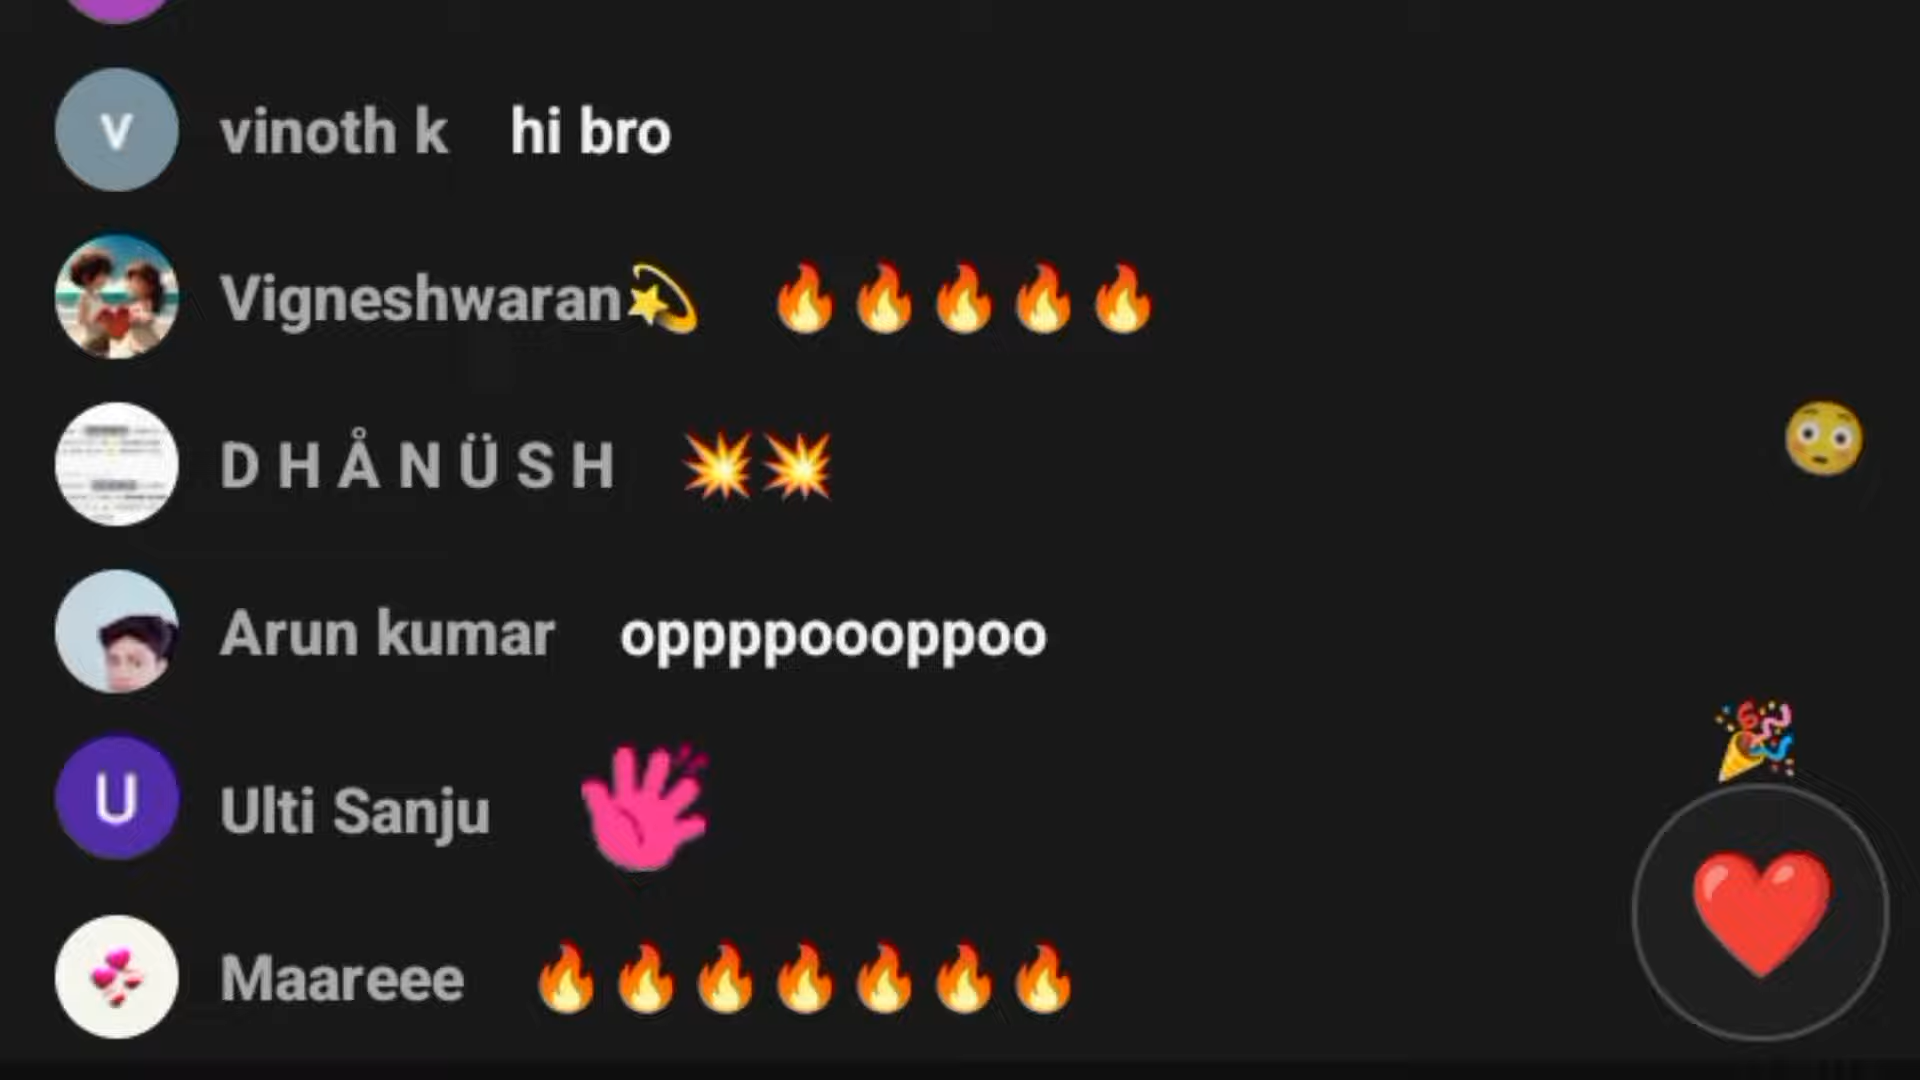 V vinoth k hi bro
Vigneshwaran💫 🔥🔥🔥🔥🔥
D H Å N Ü S H 💥💥
Arun kumar oppppoooppoo
U Ulti Sanju
Maareee 🔥🔥🔥🔥🔥🔥🔥